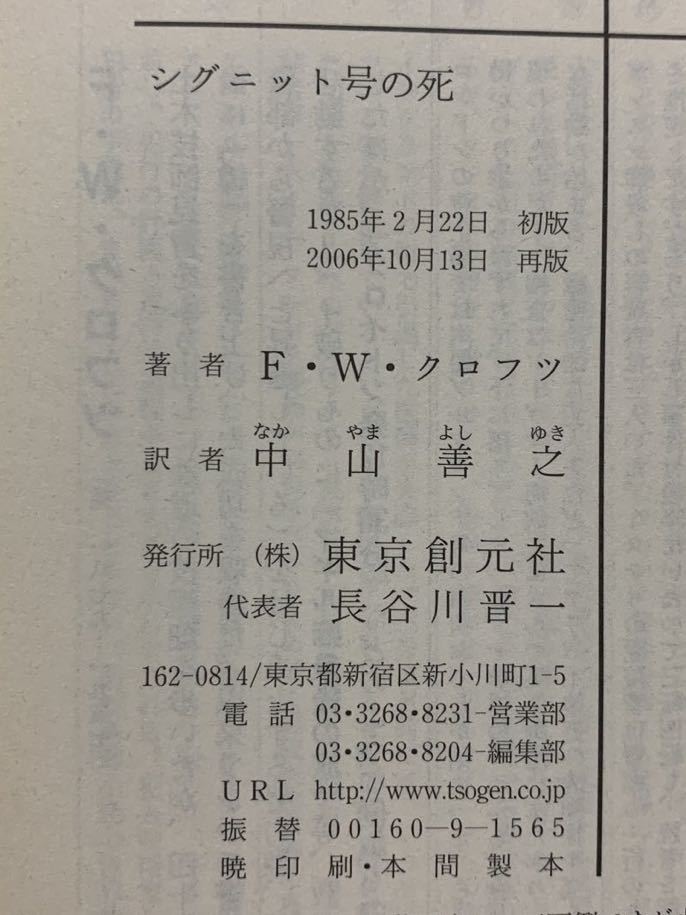 シグニット号の死
1985年2月22日 初版
2006年10月13日 再版
著者 F・W・クロフツ
なか やま よし ゆき
訳者 中山善之
発行所 (株) 東京創元社
代表者 長谷川晋一
162-0814/東京都新宿区新小川町1-5
電話 03・3268・8231-営業部
03・3268・8204-編集部
URL http://www.tsogen.co.jp
振替 00160―9―1565
暁印刷・本間製本